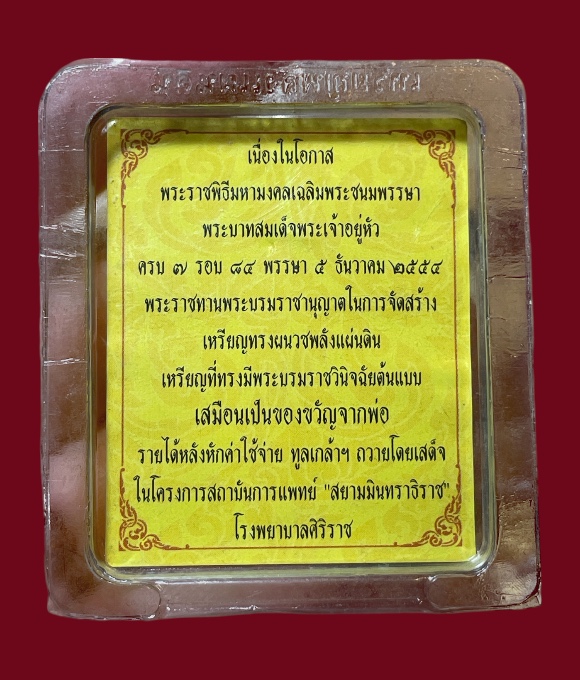 เนื่องในโอกาส
พระราชพิธีมหามงคลเฉลิมพระชนมพรรษา
พระบาทสมเด็จพระเจ้าอยู่หัว
ครบ ๗ รอบ ๘๔ พรรษา ๕ ธันวาคม ๒๕๕๔
พระราชทานพระบรมราชานุญาตในการจัดสร้าง
เหรียญทรงผนวชพลังแผ่นดิน
เหรียญที่ทรงมีพระบรมราชวินิจฉัยต้นแบบ
เสมือนเป็นของขวัญจากพ่อ
รายได้หลังหักค่าใช้จ่าย ทูลเกล้าฯ ถวายโดยเสด็จ
ในโครงการสถาบันการแพทย์ "สยามมินทราธิราช"
โรงพยาบาลศิริราช